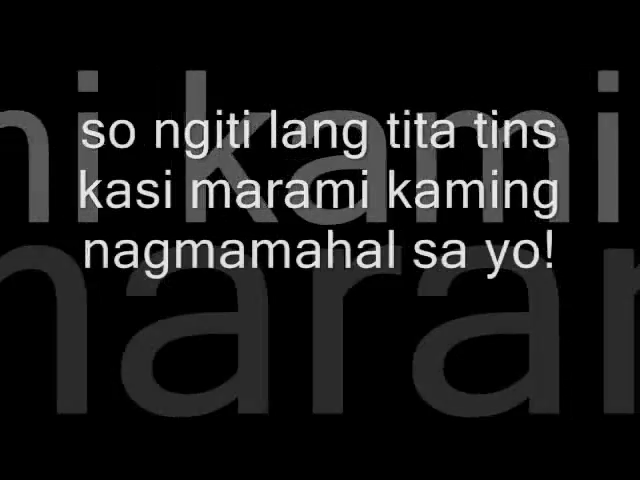 so ngiti lang tita tins
kasi marami kaming
nagmamahal sa yo!